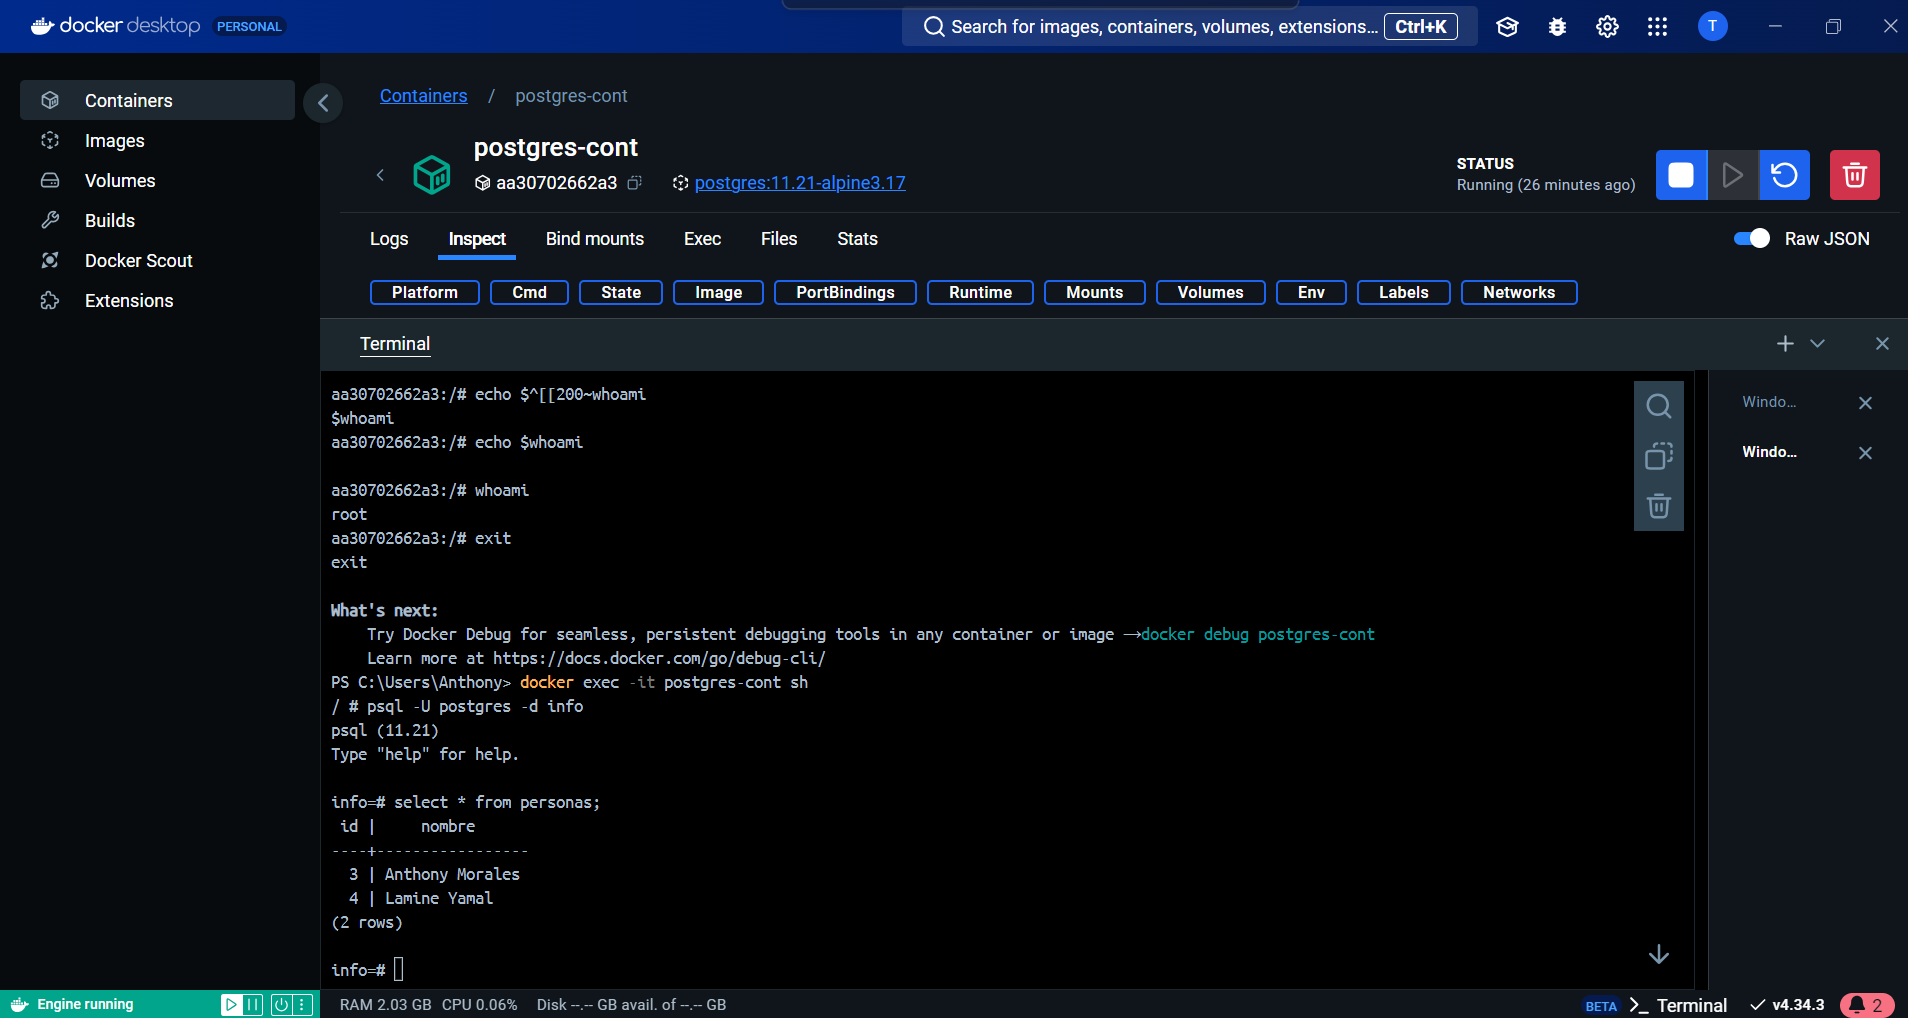 docker desktop PERSONAL
Search for images, containers, volumes, extensions... Ctrl+K
T
Containers
Images
Volumes
Builds
Docker Scout
Extensions
Containers / postgres-cont
postgres-cont
aa30702662a3 postgres:11.21-alpine3.17
STATUS
Running (26 minutes ago)
Logs Inspect Bind mounts Exec Files Stats
Raw JSON
Platform Cmd State Image PortBindings Runtime Mounts Volumes Env Labels Networks
Terminal
Windo...
Windo...
aa30702662a3:/# echo $^[[200~whoami
$whoami
aa30702662a3:/# echo $whoami
aa30702662a3:/# whoami
root
aa30702662a3:/# exit
exit
What's next:
Try Docker Debug for seamless, persistent debugging tools in any container or image →docker debug postgres-cont
Learn more at https://docs.docker.com/go/debug-cli/
PS C:\Users\Anthony> docker exec -it postgres-cont sh
/ # psql -U postgres -d info
psql (11.21)
Type "help" for help.
info=# select * from personas;
id | nombre
----+-----------------
3 | Anthony Morales
4 | Lamine Yamal
(2 rows)
info=#
Engine running
RAM 2.03 GB CPU 0.06% Disk --.-- GB avail. of --.-- GB
BETA >_ Terminal v4.34.3 2